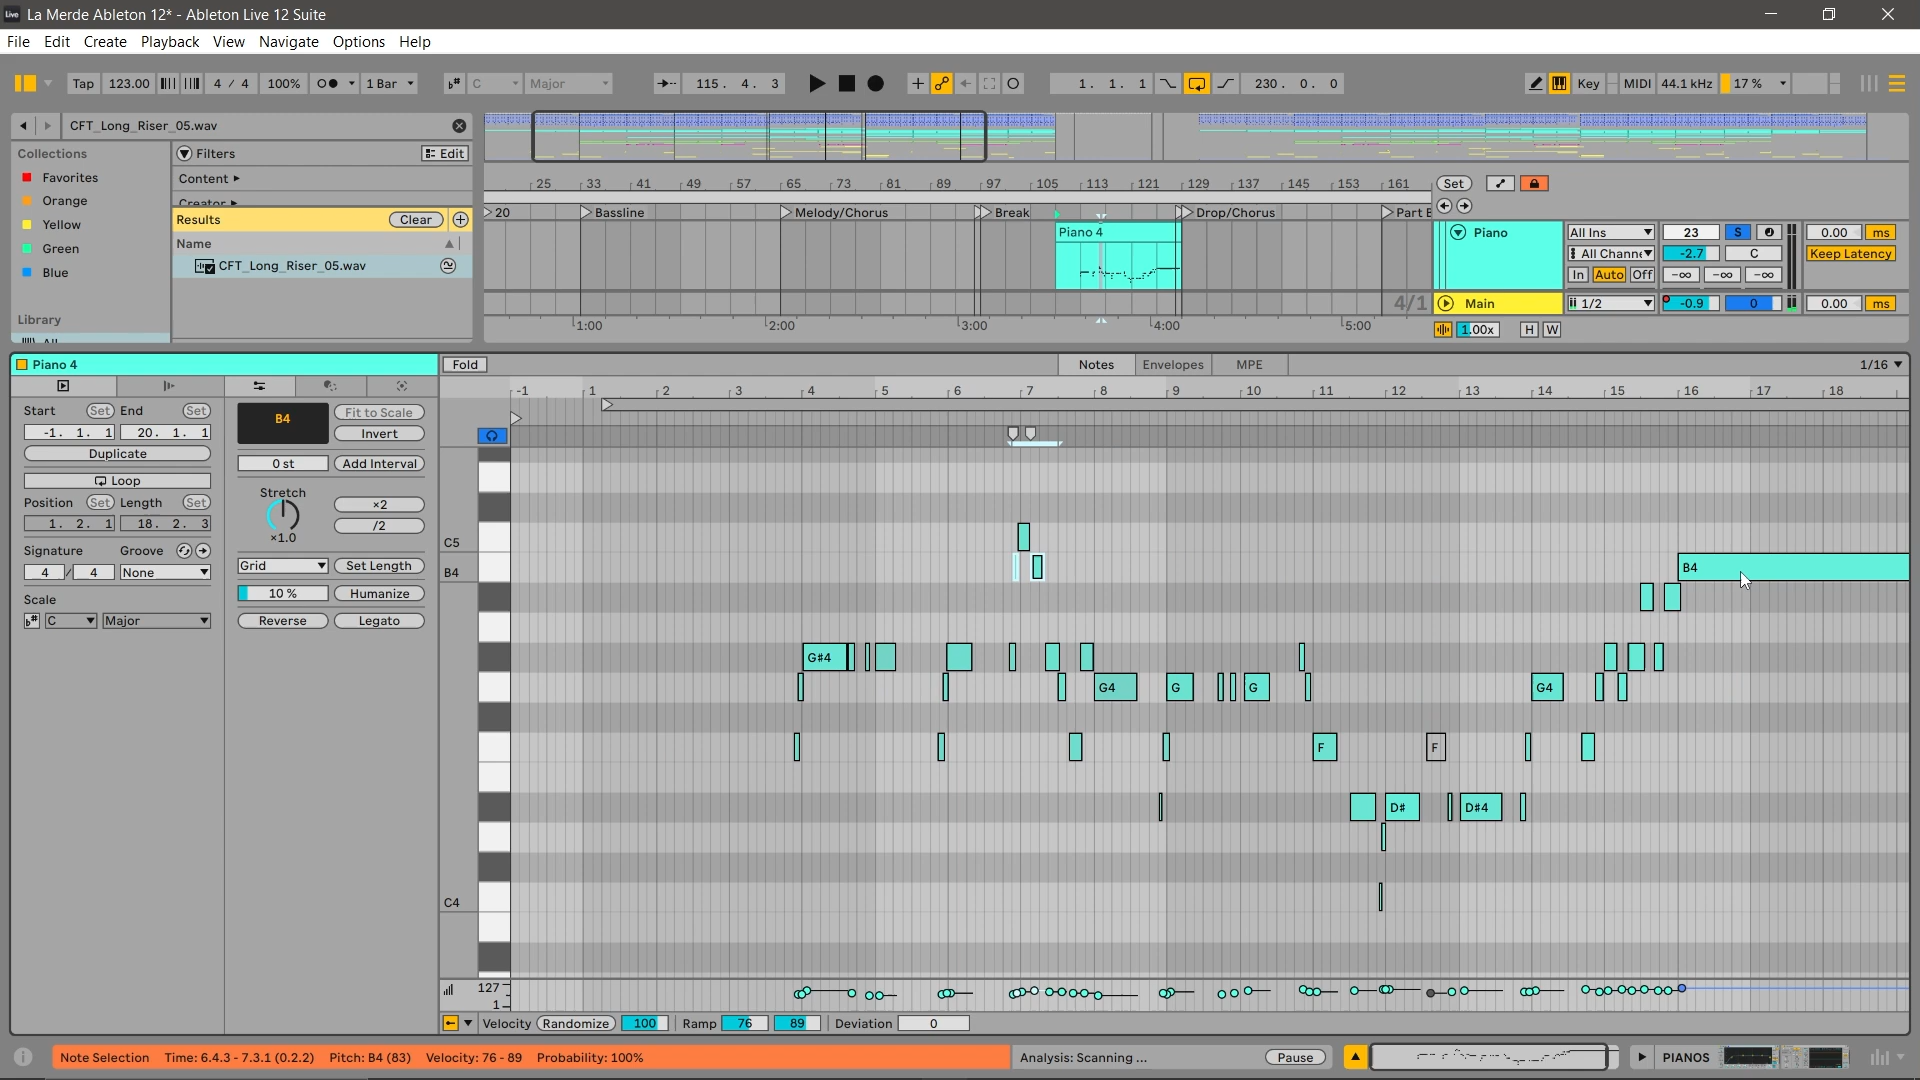 La Merde Ableton 12* - Ableton Live 12 Suite
File Edit Create Playback View Navigate Options Help
Tap 123.00 4 / 4 100% 1 Bar C Major 115. 4. 3 1. 1. 1 230. 0. 0 Key MIDI 44.1 kHz 17 %
CFT_Long_Riser_05.wav
Collections
Favorites
Orange
Yellow
Green
Blue
Library
Filters Edit
Content
Creator
Results Clear
Name
CFT_Long_Riser_05.wav
25 33 41 49 57 65 73 81 89 97 105 113 121 129 137 145 153 161 Set
20 Bassline Melody/Chorus Break Drop/Chorus Part
Piano 4
1:00 2:00 3:00 4:00 5:00
4/1
Piano All Ins 23 S 0.00 ms
All Channe -2.7 C Keep Latency
In Auto Off -∞ -∞ -∞
Main 1/2 -0.9 0 0.00 ms
1.00x H W
Piano 4
Start Set End Set
-1. 1. 1 20. 1. 1
Duplicate
Loop
Position Set Length Set
1. 2. 1 18. 2. 3
Signature Groove
4 / 4 None
Scale
C Major
B4 Fit to Scale
Invert
0 st Add Interval
Stretch
×1.0
×2
/2
Grid Set Length
10 % Humanize
Reverse Legato
Fold Notes Envelopes MPE 1/16
-1 1 2 3 4 5 6 7 8 9 10 11 12 13 14 15 16 17 18
C5
B4 B4
G#4
G4 G G G4
F F
D# D#4
C4
127
1
Velocity Randomize 100 Ramp 76 89 Deviation 0
Note Selection Time: 6.4.3 - 7.3.1 (0.2.2) Pitch: B4 (83) Velocity: 76 - 89 Probability: 100% Analysis: Scanning ... Pause PIANOS